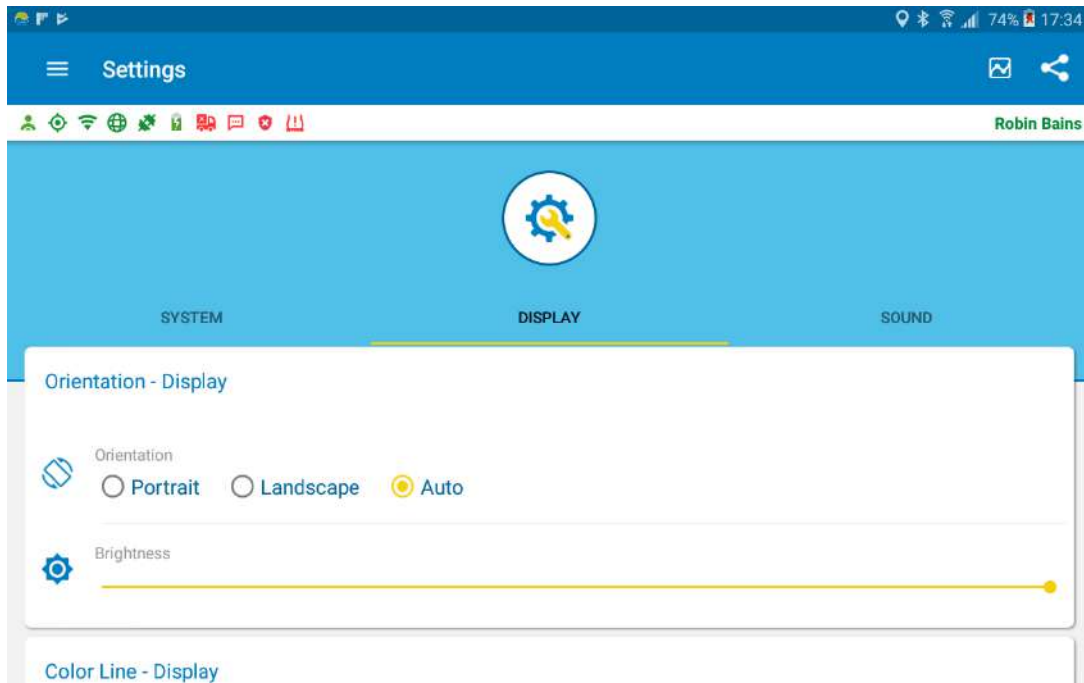 74% 17:34
Settings
Robin Bains
SYSTEM DISPLAY SOUND
Orientation - Display
Orientation
Portrait Landscape Auto
Brightness
Color Line - Display